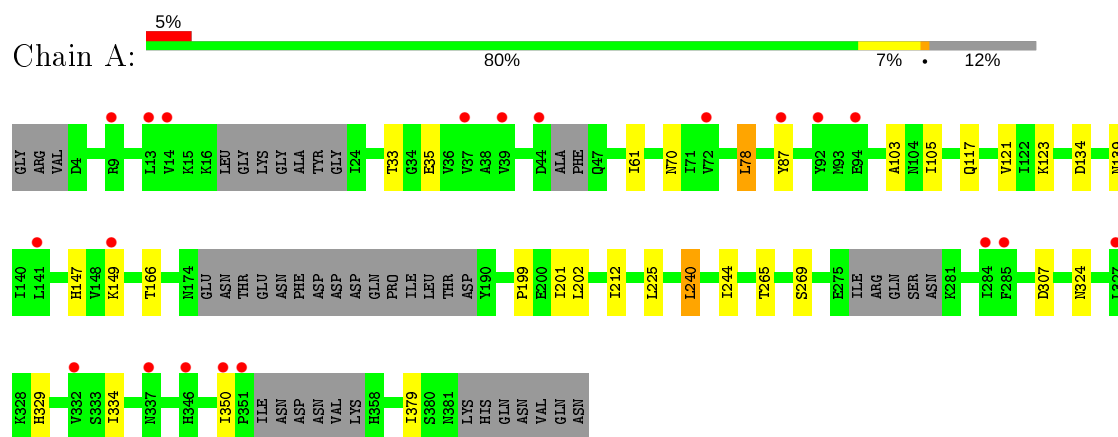 5%
Chain A:
80% 7% • 12%
GLY ARG VAL D4 R9 L13 V14 K15 K16 LEU GLY LYS GLY ALA TYR GLY I24 T33 G34 E35 V36 V37 A38 V39 D44 ALA PHE Q47 I61 N70 I71 V72 L78 Y87 Y92 M93 E94 A103 N104 I105 Q117 V121 I122 K123 D134 N139
I140 L141 H147 V148 K149 T166 N174 GLU ASN THR GLU ASN PHE ASP ASP ASP GLN PRO ILE LEU THR ASP Y190 P199 E200 I201 L202 I212 L225 L240 I244 T265 S269 E275 ILE ARG GLN SER ASN K281 I284 F285 D307 N324 L327
K328 H329 V332 S333 I334 N337 H346 I350 P351 ILE ASN ASP ASN VAL LYS H358 I379 S380 N381 LYS HIS GLN ASN VAL GLN ASN